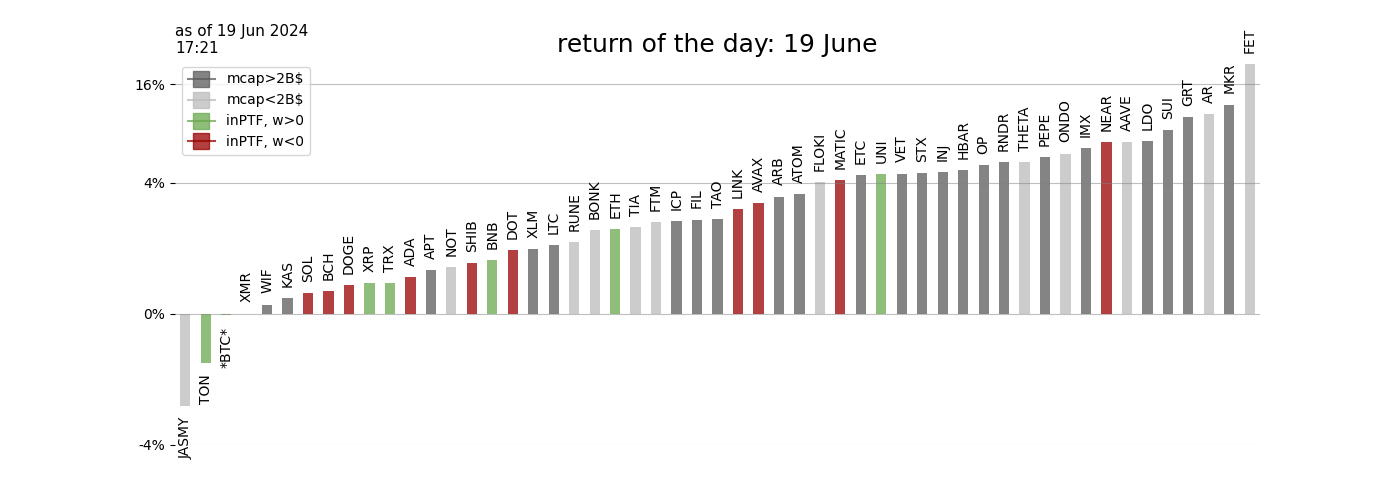 as of 19 Jun 2024
17:21
return of the day: 19 June
mcap>2B$
mcap<2B$
inPTF, w>0
inPTF, w<0
16%
4%
0%
-4%
JASMY
TON
*BTC*
XMR
WIF
KAS
SOL
BCH
DOGE
XRP
TRX
ADA
APT
NOT
SHIB
BNB
DOT
XLM
LTC
RUNE
BONK
ETH
TIA
FTM
ICP
FIL
TAO
LINK
AVAX
ARB
ATOM
FLOKI
MATIC
ETC
UNI
VET
STX
INJ
HBAR
OP
RNDR
THETA
PEPE
ONDO
IMX
NEAR
AAVE
LDO
SUI
GRT
AR
MKR
FET